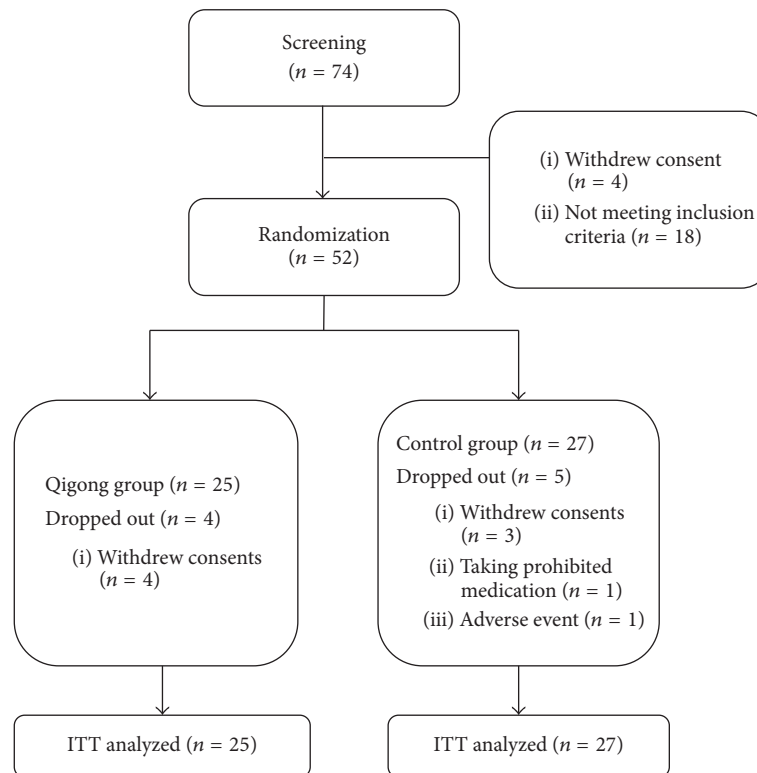 Screening
(n = 74)
(i) Withdrew consent
(n = 4)
(ii) Not meeting inclusion
criteria (n = 18)
Randomization
(n = 52)
Qigong group (n = 25)
Dropped out (n = 4)
(i) Withdrew consents
(n = 4)
Control group (n = 27)
Dropped out (n = 5)
(i) Withdrew consents
(n = 3)
(ii) Taking prohibited
medication (n = 1)
(iii) Adverse event (n = 1)
ITT analyzed (n = 25)
ITT analyzed (n = 27)